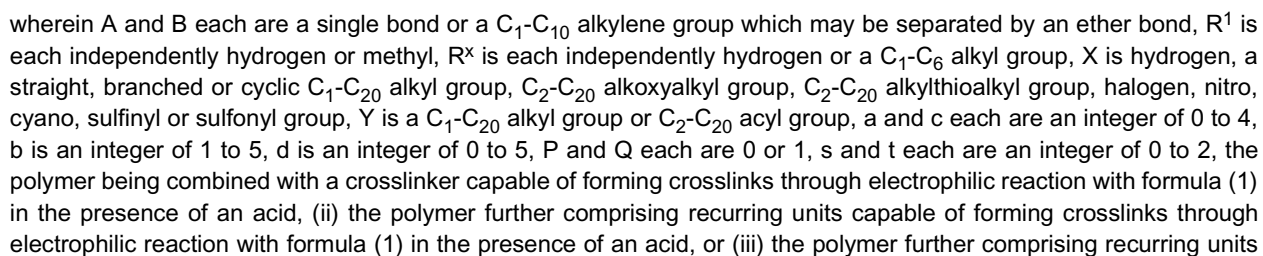 wherein A and B each are a single bond or a C₁-C₁₀ alkylene group which may be separated by an ether bond, R¹ is
each independently hydrogen or methyl, Rˣ is each independently hydrogen or a C₁-C₆ alkyl group, X is hydrogen, a
straight, branched or cyclic C₁-C₂₀ alkyl group, C₂-C₂₀ alkoxyalkyl group, C₂-C₂₀ alkylthioalkyl group, halogen, nitro,
cyano, sulfinyl or sulfonyl group, Y is a C₁-C₂₀ alkyl group or C₂-C₂₀ acyl group, a and c each are an integer of 0 to 4,
b is an integer of 1 to 5, d is an integer of 0 to 5, P and Q each are 0 or 1, s and t each are an integer of 0 to 2, the
polymer being combined with a crosslinker capable of forming crosslinks through electrophilic reaction with formula (1)
in the presence of an acid, (ii) the polymer further comprising recurring units capable of forming crosslinks through
electrophilic reaction with formula (1) in the presence of an acid, or (iii) the polymer further comprising recurring units